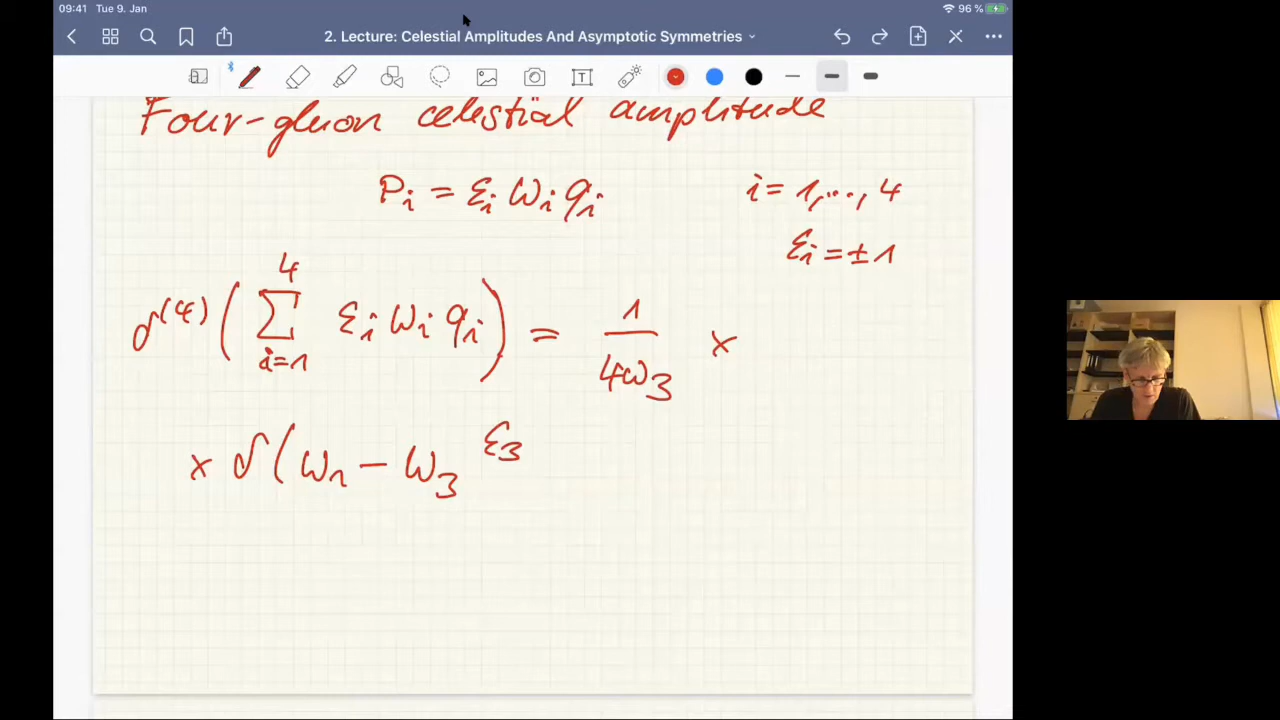 09:41 Tue 9. Jan 96 %
2. Lecture: Celestial Amplitudes And Asymptotic Symmetries
T
Four-gluon celestial amplitude
P_i = ε_i ω_i q_i i = 1, ..., 4
ε_i = ± 1
δ^(4) ( ∑_{i=1}^{4} ε_i ω_i q_i ) = 1/(4ω_3) ×
× δ( ω_1 − ω_3 ε_3